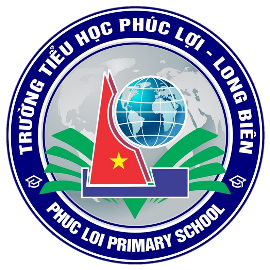 TRƯỜNG TIỂU HỌC PHÚC LỢI - LONG BIÊN
PHUC LOI PRIMARY SCHOOL